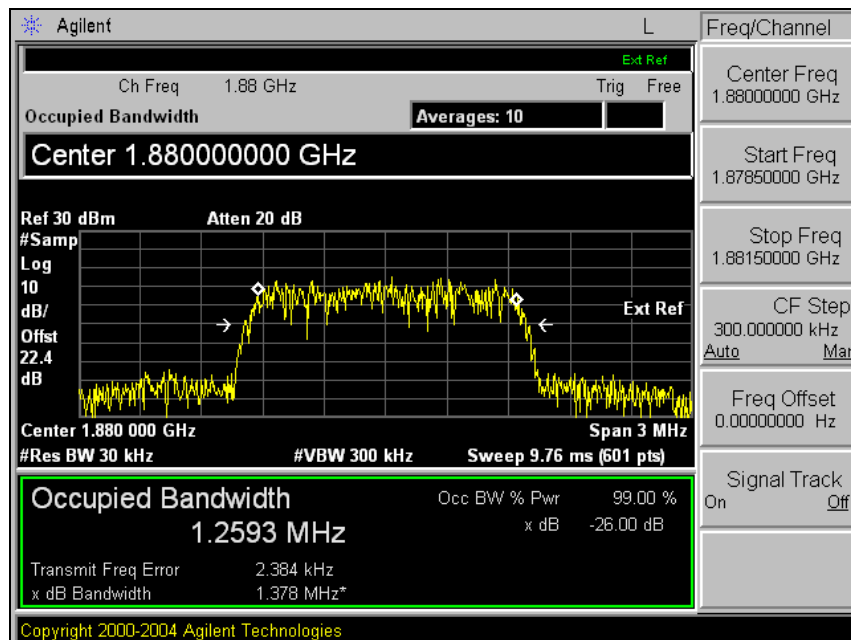 Agilent L Freq/Channel
Ext Ref
Ch Freq 1.88 GHz Trig Free
Occupied Bandwidth Averages: 10
Center 1.880000000 GHz
Ref 30 dBm Atten 20 dB
#Samp
Log
10
dB/
Offst
22.4
dB
Ext Ref
Center 1.880 000 GHz Span 3 MHz
#Res BW 30 kHz #VBW 300 kHz Sweep 9.76 ms (601 pts)
Occupied Bandwidth
1.2593 MHz
Occ BW % Pwr 99.00 %
x dB -26.00 dB
Transmit Freq Error 2.384 kHz
x dB Bandwidth 1.378 MHz*
Copyright 2000-2004 Agilent Technologies
Center Freq
1.88000000 GHz
Start Freq
1.87850000 GHz
Stop Freq
1.88150000 GHz
CF Step
300.000000 kHz
Auto Man
Freq Offset
0.00000000 Hz
Signal Track
On Off